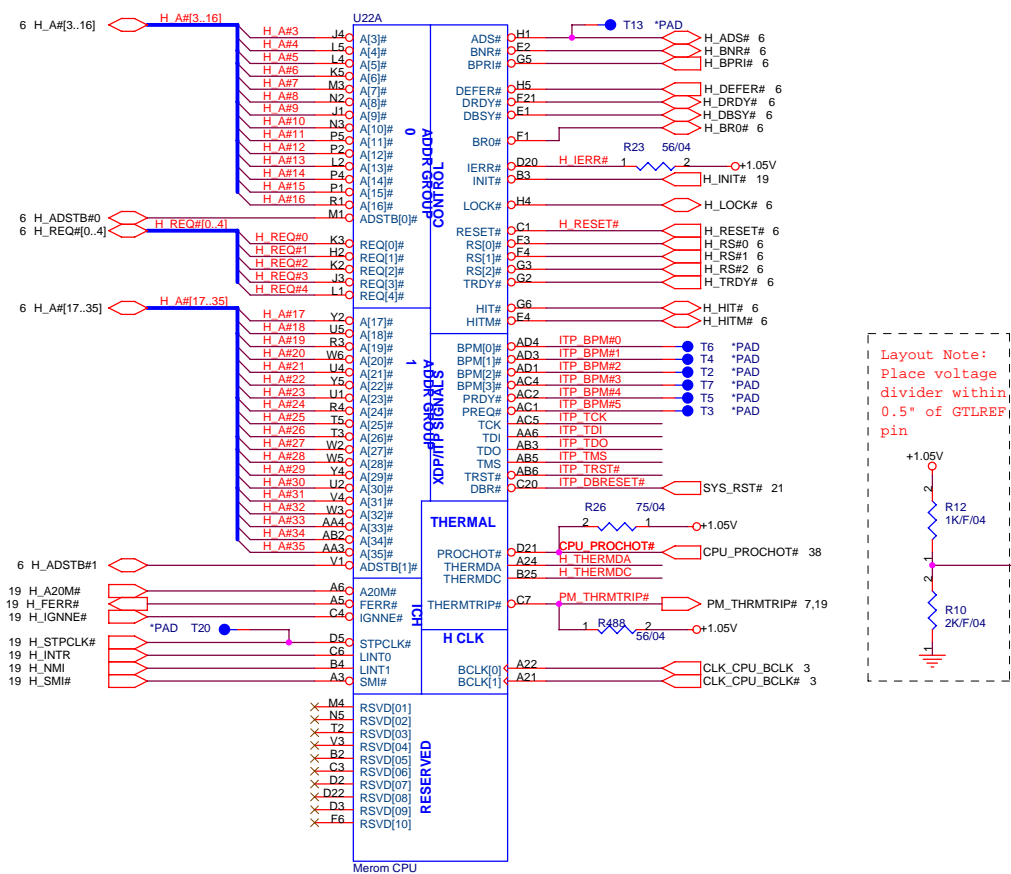 U22A
6 H_A#[3..16] H_A#[3..16] T13 *PAD
H_A#3 J4 A[3]# ADS# H1 H_ADS# 6
H_A#4 L5 A[4]# BNR# E2 H_BNR# 6
H_A#5 L4 A[5]# BPRI# G5 H_BPRI# 6
H_A#6 K5 A[6]#
H_A#7 M3 A[7]# DEFER# H5 H_DEFER# 6
H_A#8 N2 A[8]# DRDY# F21 H_DRDY# 6
H_A#9 J1 A[9]# DBSY# E1 H_DBSY# 6
H_A#10 N3 A[10]# H_BR0# 6
H_A#11 P5 A[11]# BR0# F1
H_A#12 P2 A[12]# R23 56/04
H_A#13 L2 A[13]# IERR# D20 H_IERR# 1 2 +1.05V
H_A#14 P4 A[14]# INIT# B3 H_INIT# 19
H_A#15 P1 A[15]#
H_A#16 R1 A[16]# LOCK# H4 H_LOCK# 6
6 H_ADSTB#0 M1 ADSTB[0]#
ADDR GROUP
0
CONTROL
6 H_REQ#[0..4] H_REQ#[0..4] RESET# C1 H_RESET# H_RESET# 6
H_REQ#0 K3 REQ[0]# RS[0]# F3 H_RS#0 6
H_REQ#1 H2 REQ[1]# RS[1]# F4 H_RS#1 6
H_REQ#2 K2 REQ[2]# RS[2]# G3 H_RS#2 6
H_REQ#3 J3 REQ[3]# TRDY# G2 H_TRDY# 6
H_REQ#4 L1 REQ[4]#
6 H_A#[17..35] H_A#[17..35] HIT# G6 H_HIT# 6
H_A#17 Y2 A[17]# HITM# E4 H_HITM# 6
H_A#18 U5 A[18]#
H_A#19 R3 A[19]# BPM[0]# AD4 ITP_BPM#0 T6 *PAD
H_A#20 W6 A[20]# BPM[1]# AD3 ITP_BPM#1 T4 *PAD
H_A#21 U4 A[21]# BPM[2]# AD1 ITP_BPM#2 T2 *PAD
H_A#22 Y5 A[22]# BPM[3]# AC4 ITP_BPM#3 T7 *PAD
H_A#23 U1 A[23]# PRDY# AC2 ITP_BPM#4 T5 *PAD
H_A#24 R4 A[24]# PREQ# AC1 ITP_BPM#5 T3 *PAD
H_A#25 T5 A[25]# TCK AC5 ITP_TCK
H_A#26 T3 A[26]# TDI AA6 ITP_TDI
H_A#27 W2 A[27]# TDO AB3 ITP_TDO
H_A#28 W5 A[28]# TMS AB5 ITP_TMS
H_A#29 Y4 A[29]# TRST# AB6 ITP_TRST#
H_A#30 U2 A[30]# DBR# C20 ITP_DBRESET# SYS_RST# 21
H_A#31 V4 A[31]#
H_A#32 W3 A[32]#
H_A#33 AA4 A[33]#
H_A#34 AB2 A[34]#
H_A#35 AA3 A[35]#
6 H_ADSTB#1 V1 ADSTB[1]#
ADDR GROUP
1
XDP/ITP SIGNALS
THERMAL
R26 75/04
2 1 +1.05V
PROCHOT# D21 CPU_PROCHOT# CPU_PROCHOT# 38
THERMDA A24 H_THERMDA
THERMDC B25 H_THERMDC
19 H_A20M# A6 A20M#
19 H_FERR# A5 FERR# THERMTRIP# C7 PM_THRMTRIP# PM_THRMTRIP# 7,19
19 H_IGNNE# C4 IGNNE#
ICH
1 R488 2 +1.05V
56/04
*PAD T20
H CLK
19 H_STPCLK# D5 STPCLK#
19 H_INTR C6 LINT0
19 H_NMI B4 LINT1 BCLK[0] A22 CLK_CPU_BCLK 3
19 H_SMI# A3 SMI# BCLK[1] A21 CLK_CPU_BCLK# 3
M4 RSVD[01]
N5 RSVD[02]
T2 RSVD[03]
V3 RSVD[04]
B2 RSVD[05]
C3 RSVD[06]
D2 RSVD[07]
D22 RSVD[08]
D3 RSVD[09]
F6 RSVD[10]
RESERVED
Merom CPU
Layout Note:
Place voltage
divider within
0.5" of GTLREF
pin
+1.05V
2
R12
1K/F/04
1
2
R10
2K/F/04
1